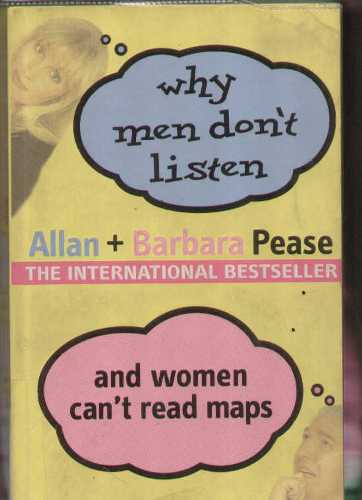 why
men don't
listen
Allan + Barbara Pease
THE INTERNATIONAL BESTSELLER
and women
can't read maps